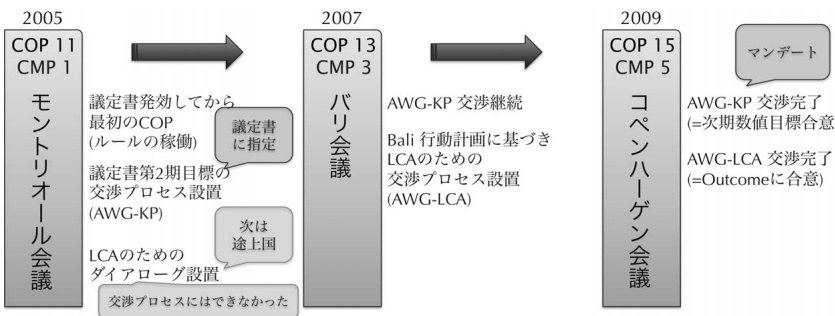 2005
COP 11
CMP 1
モントリオール会議
議定書発効してから
最初のCOP
(ルールの稼働)
議定書
に指定
議定書第2期目標の
交渉プロセス設置
(AWG-KP)
次は
途上国
LCAのための
ダイアローグ設置
交渉プロセスにはできなかった
2007
COP 13
CMP 3
バリ会議
AWG-KP 交渉継続
Bali 行動計画に基づき
LCAのための
交渉プロセス設置
(AWG-LCA)
2009
COP 15
CMP 5
コペンハーゲン会議
マンデート
AWG-KP 交渉完了
(=次期数値目標合意
AWG-LCA 交渉完了
(=Outcomeに合意)